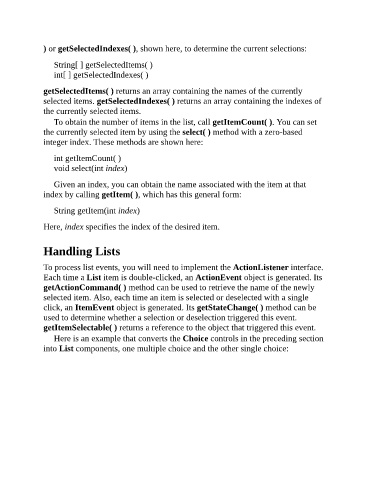 ) or getSelectedIndexes( ), shown here, to determine the current selections:
String[ ] getSelectedItems( )
int[ ] getSelectedIndexes( )
getSelectedItems( ) returns an array containing the names of the currently
selected items. getSelectedIndexes( ) returns an array containing the indexes of
the currently selected items.
To obtain the number of items in the list, call getItemCount( ). You can set
the currently selected item by using the select( ) method with a zero-based
integer index. These methods are shown here:
int getItemCount( )
void select(int index)
Given an index, you can obtain the name associated with the item at that
index by calling getItem( ), which has this general form:
String getItem(int index)
Here, index specifies the index of the desired item.
Handling Lists
To process list events, you will need to implement the ActionListener interface.
Each time a List item is double-clicked, an ActionEvent object is generated. Its
getActionCommand( ) method can be used to retrieve the name of the newly
selected item. Also, each time an item is selected or deselected with a single
click, an ItemEvent object is generated. Its getStateChange( ) method can be
used to determine whether a selection or deselection triggered this event.
getItemSelectable( ) returns a reference to the object that triggered this event.
Here is an example that converts the Choice controls in the preceding section
into List components, one multiple choice and the other single choice: